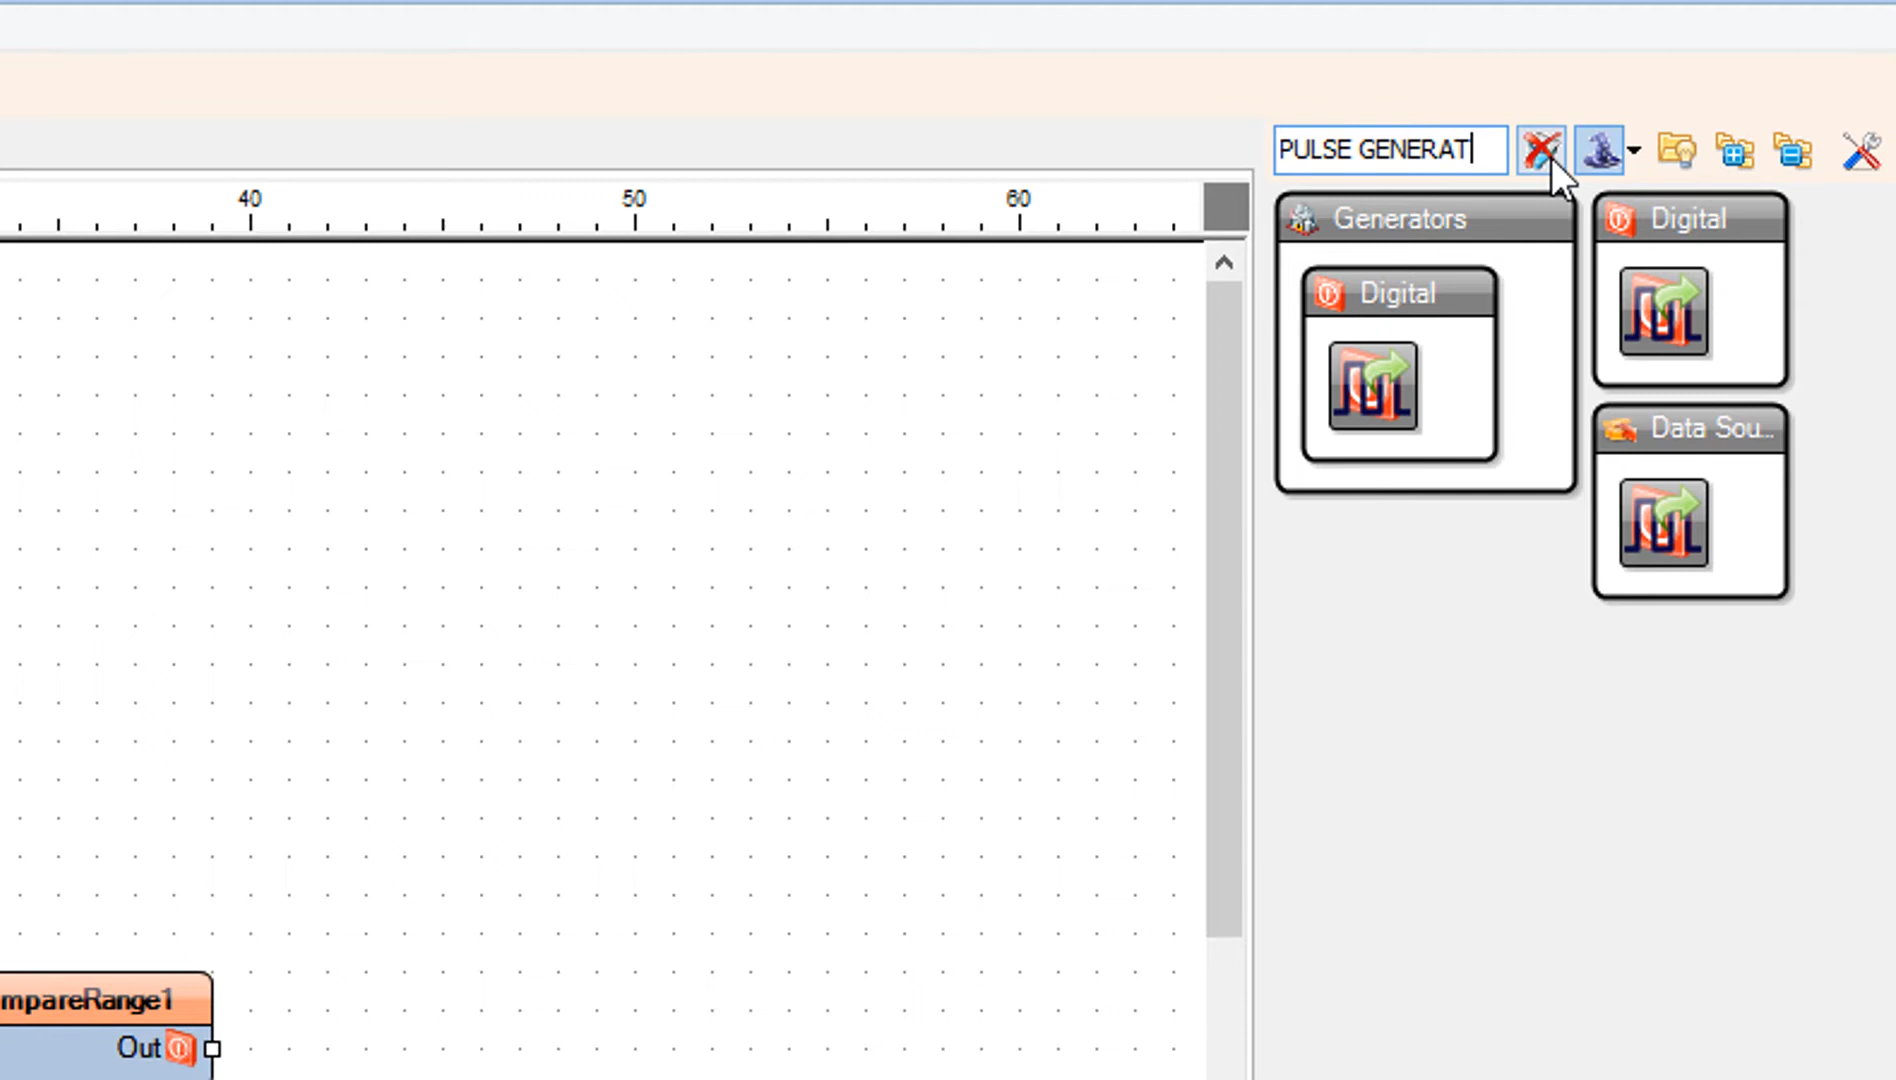 PULSE GENERAT
40 50 60
Generators
Digital
Digital
Data Sou...
mpareRange1
Out